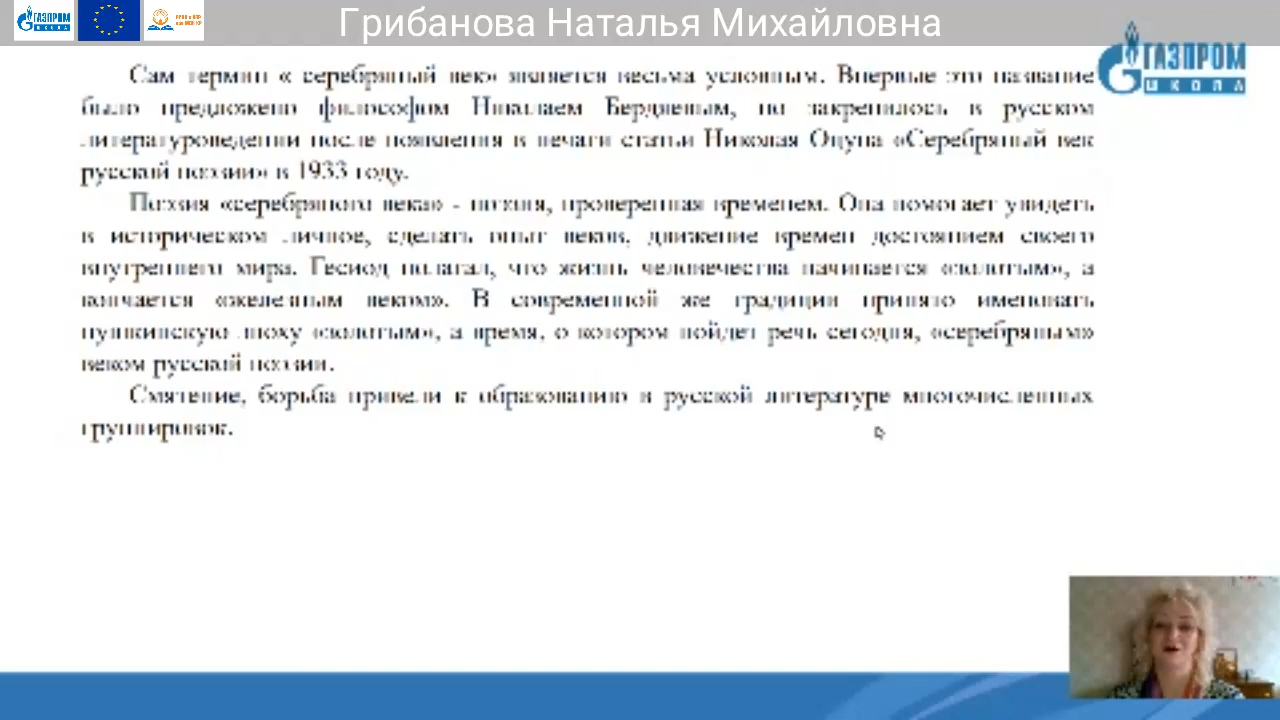 Грибанова Наталья Михайловна
ГАЗПРОМ
ШКОЛА
ГАЗПРОМ
ШКОЛА
Сам термин « серебряный век» является весьма условным. Впервые это название
было предложено философом Николаем Бердяевым, но закрепилось в русском
литературоведении после появления в печати статьи Николая Оцупа «Серебряный век
русской поэзии» в 1933 году.
Поэзия «серебряного века» - поэзия, проверенная временем. Она помогает увидеть
в историческом личное, сделать опыт веков, движение времен достоянием своего
внутреннего мира. Гесиод полагал, что жизнь человечества начинается «золотым», а
кончается «железным веком». В современной же традиции принято именовать
пушкинскую эпоху «золотым», а время, о котором пойдет речь сегодня, «серебряным»
веком русской поэзии.
Смятение, борьба привели к образованию в русской литературе многочисленных
группировок.